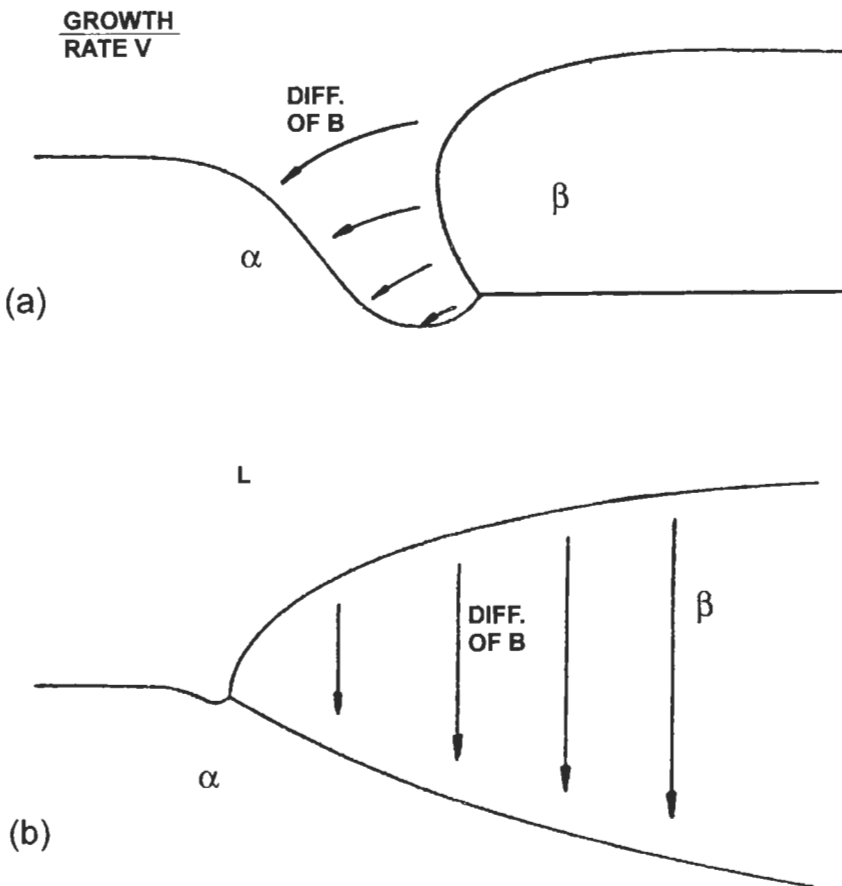 GROWTH
RATE V
DIFF.
OF B
β
α
(a)
L
DIFF.
OF B
β
α
(b)